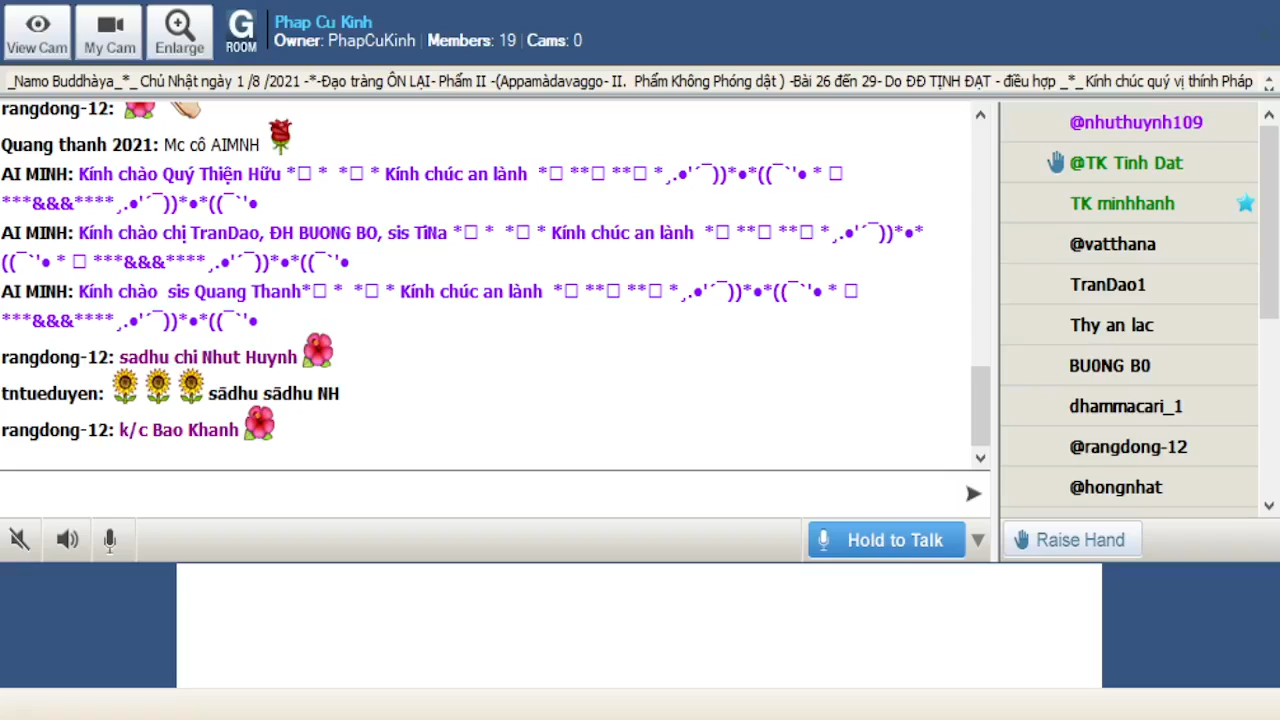 View Cam
My Cam
Enlarge
G
ROOM
Phap Cu Kinh
Owner: PhapCuKinh | Members: 19 | Cams: 0
_Namo Buddhàya_*_ Chủ Nhật ngày 1 /8 /2021 -*-Đạo tràng ÔN LẠI- Phẩm II -(Appamàdavaggo- II. Phẩm Không Phóng dật ) -Bài 26 đến 29- Do ĐĐ TỊNH ĐẠT - điều hợp _*_ Kính chúc quý vị thính Pháp
rangdong-12:
Quang thanh 2021: Mc cô AIMNH
AI MINH: Kính chào Quý Thiện Hữu *□ * *□ * Kính chúc an lành *□ **□ **□ *¸.•'´¯))*•*((¯`'• * □
***&&&****¸.•'´¯))*•*((¯`'•
AI MINH: Kính chào chị TranDao, ĐH BUONG BO, sis TiNa *□ * *□ * Kính chúc an lành *□ **□ **□ *¸.•'´¯))*•*
((¯`'• * □ ***&&&****¸.•'´¯))*•*((¯`'•
AI MINH: Kính chào sis Quang Thanh*□ * *□ * Kính chúc an lành *□ **□ **□ *¸.•'´¯))*•*((¯`'• * □
***&&&****¸.•'´¯))*•*((¯`'•
rangdong-12: sadhu chi Nhut Huynh
tntueduyen: sādhu sādhu NH
rangdong-12: k/c Bao Khanh
Hold to Talk
@nhuthuynh109
@TK Tinh Dat
TK minhhanh
@vatthana
TranDao1
Thy an lac
BU0NG B0
dhammacari_1
@rangdong-12
@hongnhat
Raise Hand